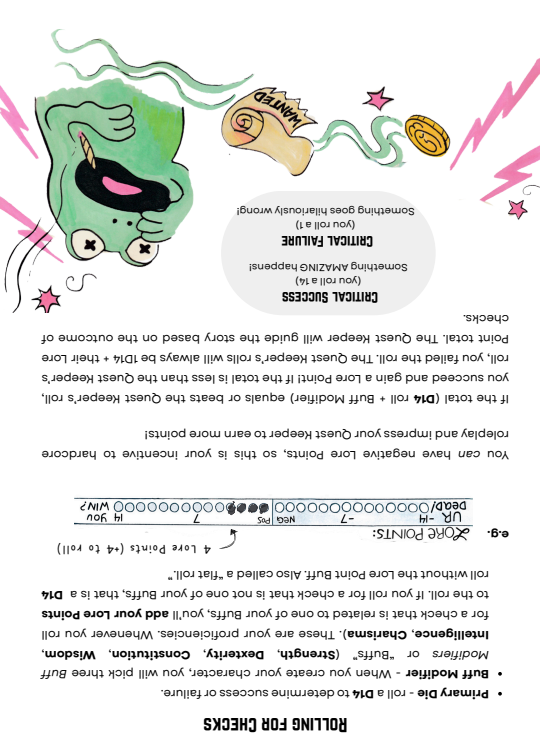 ROLLING FOR CHECKS
• Primary Die - roll a D14 to determine success or failure.
• Buff Modifier - When you create your character, you will pick three Buff
Modifiers or "Buffs" (Strength, Dexterity, Constitution, Wisdom,
Intelligence, Charisma). These are your proficiencies. Whenever you roll
for a check that is related to one of your Buffs, you'll add your Lore Points
to the roll. If you roll for a check that is not one of your Buffs, that is a D14
roll without the Lore Point Buff. Also called a "flat roll."
4 Lore Points (+4 to roll)
e.g. LORE POINTS:
UR DEAD/ -14 -7 NEG POS 7 14 YOU WIN?
You can have negative Lore Points, so this is your incentive to hardcore
roleplay and impress your Quest Keeper to earn more points!
If the total (D14 roll + Buff Modifier) equals or beats the Quest Keeper's roll,
you succeed and gain a Lore Point! If the total is less than the Quest Keeper's
roll, you failed the roll. The Quest Keeper's rolls will always be 1D14 + their Lore
Point total. The Quest Keeper will guide the story based on the outcome of
checks.
CRITICAL SUCCESS
(you roll a 14)
Something AMAZING happens!
CRITICAL FAILURE
(you roll a 1)
Something goes hilariously wrong!
WANTED